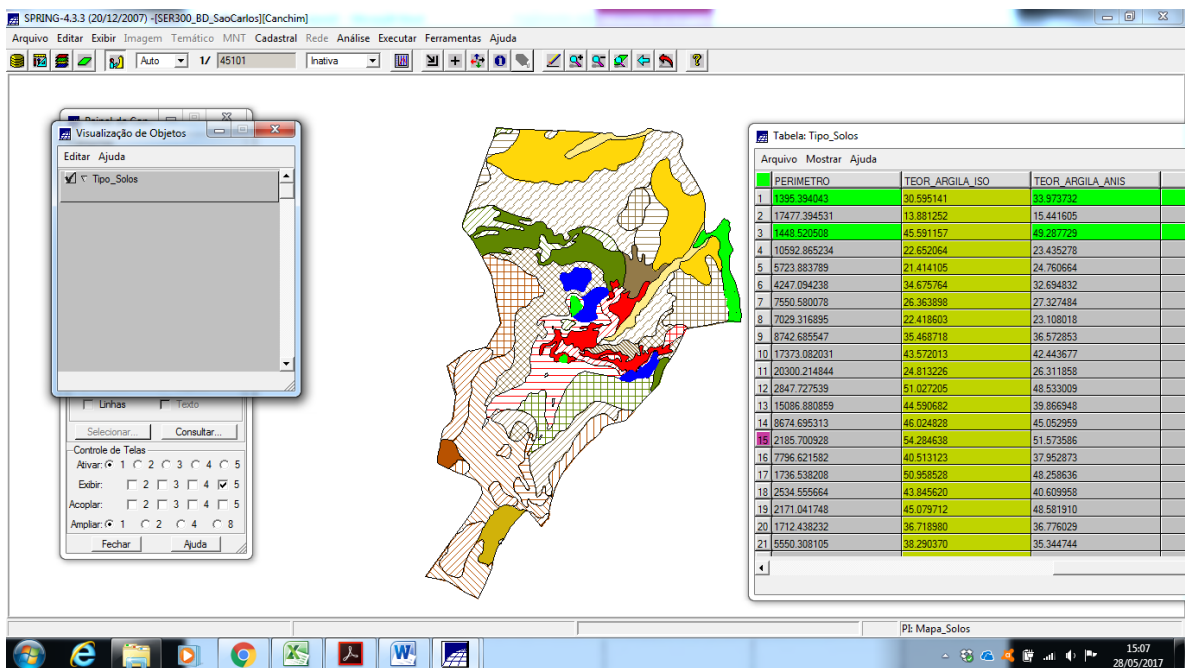 SPRING-4.3.3 (20/12/2007) -[SER300_BD_SaoCarlos][Canchim]
Arquivo Editar Exibir Imagem Temático MNT Cadastral Rede Análise Executar Ferramentas Ajuda
Auto 1/ 45101 Inativa
Visualização de Objetos
Editar Ajuda
Tipo_Solos
Linhas Texto
Selecionar... Consultar...
Controle de Telas
Ativar: 1 2 3 4 5
Exibir: 2 3 4 5
Acoplar: 2 3 4 5
Ampliar: 1 2 4 8
Fechar Ajuda
Tabela: Tipo_Solos
Arquivo Mostrar Ajuda
PERIMETRO TEOR_ARGILA_ISO TEOR_ARGILA_ANIS
1 1395.394043 30.595141 33.973732
2 17477.394531 13.881252 15.441605
3 1448.520508 45.591157 49.287729
4 10592.865234 22.652064 23.435278
5 5723.883789 21.414105 24.760664
6 4247.094238 34.675764 32.694832
7 7550.580078 26.363898 27.327484
8 7029.316895 22.418603 23.108018
9 8742.685547 35.468718 36.572853
10 17373.082031 43.572013 42.443677
11 20300.214844 24.813226 26.311858
12 2847.727539 51.027205 48.533009
13 15086.880859 44.590682 39.866948
14 8674.695313 46.024828 45.052959
15 2185.700928 54.284638 51.573586
16 7796.621582 40.513123 37.952873
17 1736.538208 50.958528 48.258636
18 2534.555664 43.845620 40.609958
19 2171.041748 45.079712 48.581910
20 1712.438232 36.718980 36.776029
21 5550.308105 38.290370 35.344744
PI: Mapa_Solos
15:07
28/05/2017